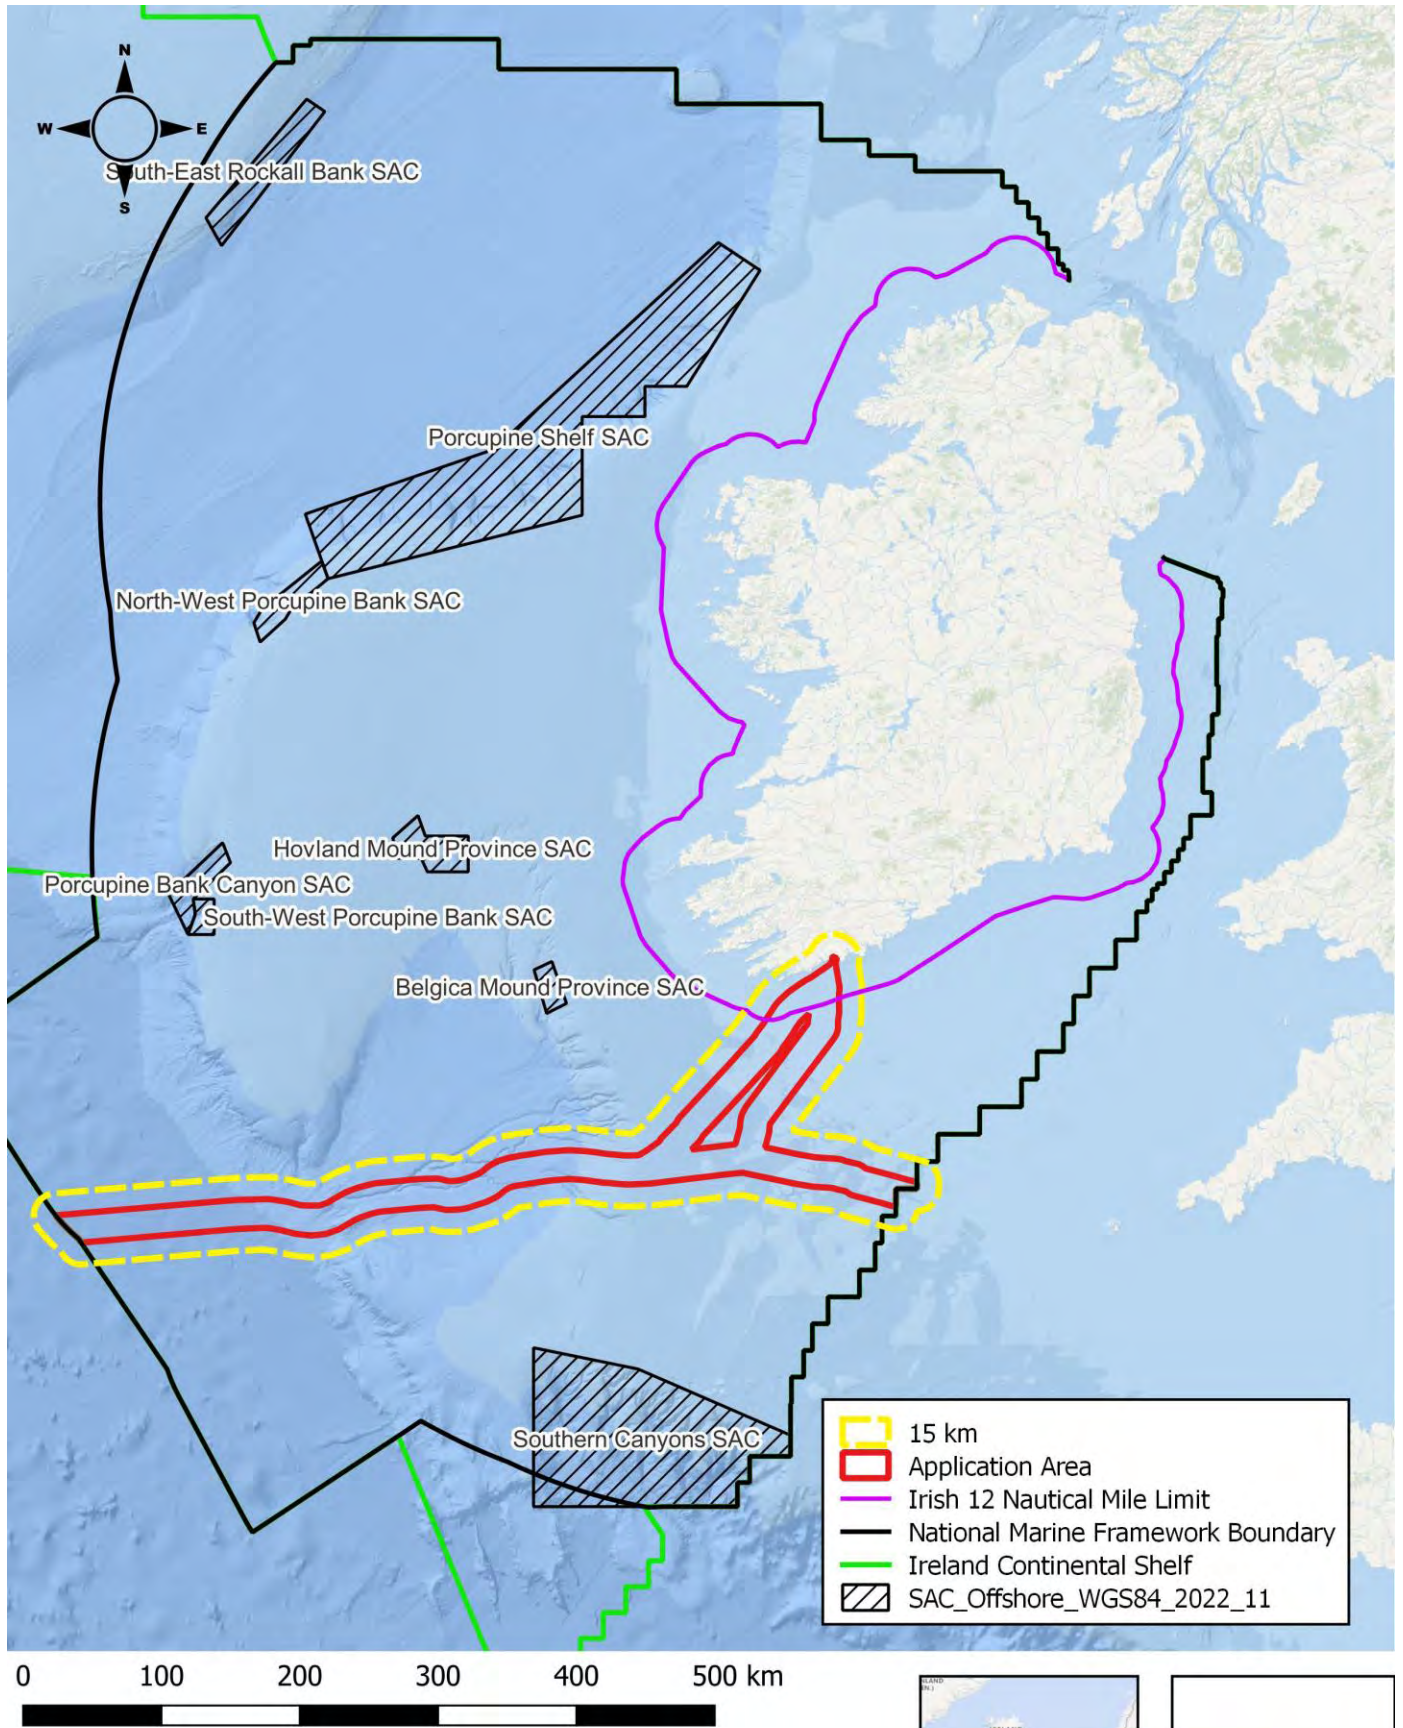 N
W
E
S
South-East Rockall Bank SAC
Porcupine Shelf SAC
North-West Porcupine Bank SAC
Hovland Mound Province SAC
Porcupine Bank Canyon SAC
South-West Porcupine Bank SAC
Belgica Mound Province SAC
Southern Canyons SAC
15 km
Application Area
Irish 12 Nautical Mile Limit
National Marine Framework Boundary
Ireland Continental Shelf
SAC_Offshore_WGS84_2022_11
0 100 200 300 400 500 km